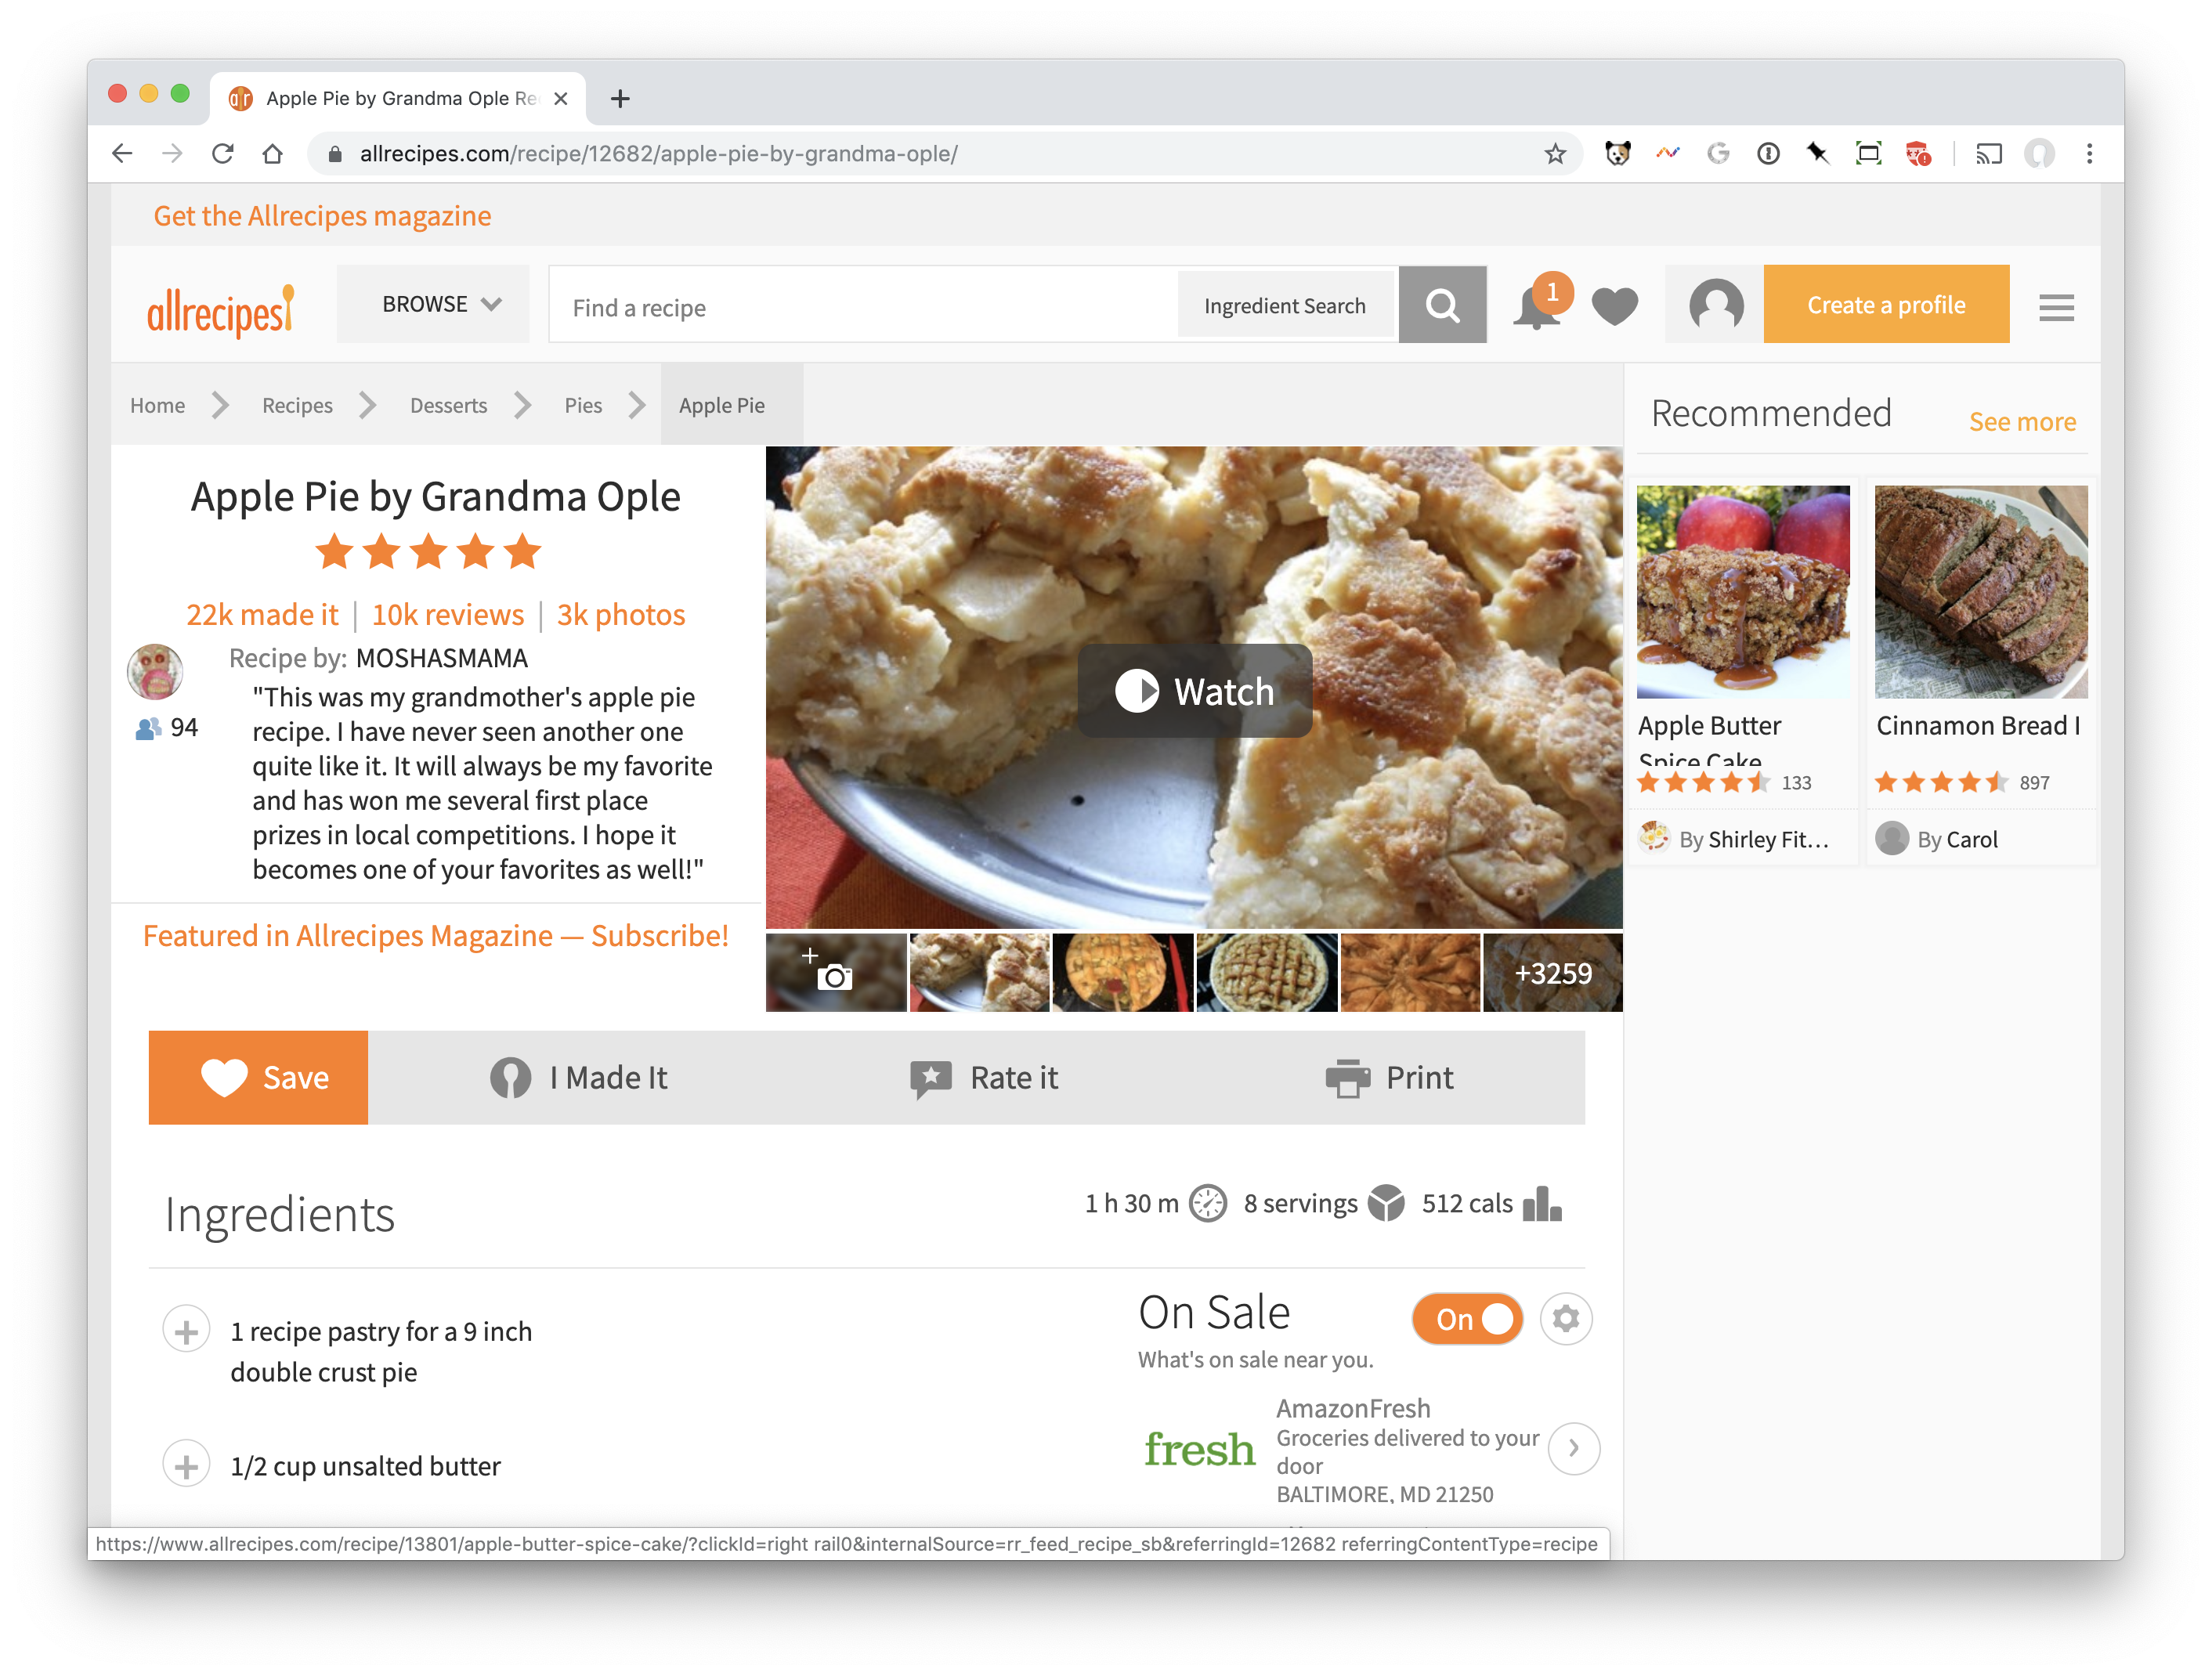 Apple Pie by Grandma Ople Re
allrecipes.com/recipe/12682/apple-pie-by-grandma-ople/
Get the Allrecipes magazine
allrecipes
BROWSE
Find a recipe
Ingredient Search
1
Create a profile
Home
Recipes
Desserts
Pies
Apple Pie
Apple Pie by Grandma Ople
22k made it | 10k reviews | 3k photos
Recipe by: MOSHASMAMA
94
"This was my grandmother's apple pie
recipe. I have never seen another one
quite like it. It will always be my favorite
and has won me several first place
prizes in local competitions. I hope it
becomes one of your favorites as well!"
Featured in Allrecipes Magazine — Subscribe!
Watch
+3259
Recommended
See more
Apple Butter
Spice Cake
133
By Shirley Fit...
Cinnamon Bread I
897
By Carol
Save
I Made It
Rate it
Print
Ingredients
1 h 30 m
8 servings
512 cals
1 recipe pastry for a 9 inch
double crust pie
1/2 cup unsalted butter
On Sale
On
What's on sale near you.
fresh
AmazonFresh
Groceries delivered to your
door
BALTIMORE, MD 21250
https://www.allrecipes.com/recipe/13801/apple-butter-spice-cake/?clickId=right rail0&internalSource=rr_feed_recipe_sb&referringId=12682 referringContentType=recipe